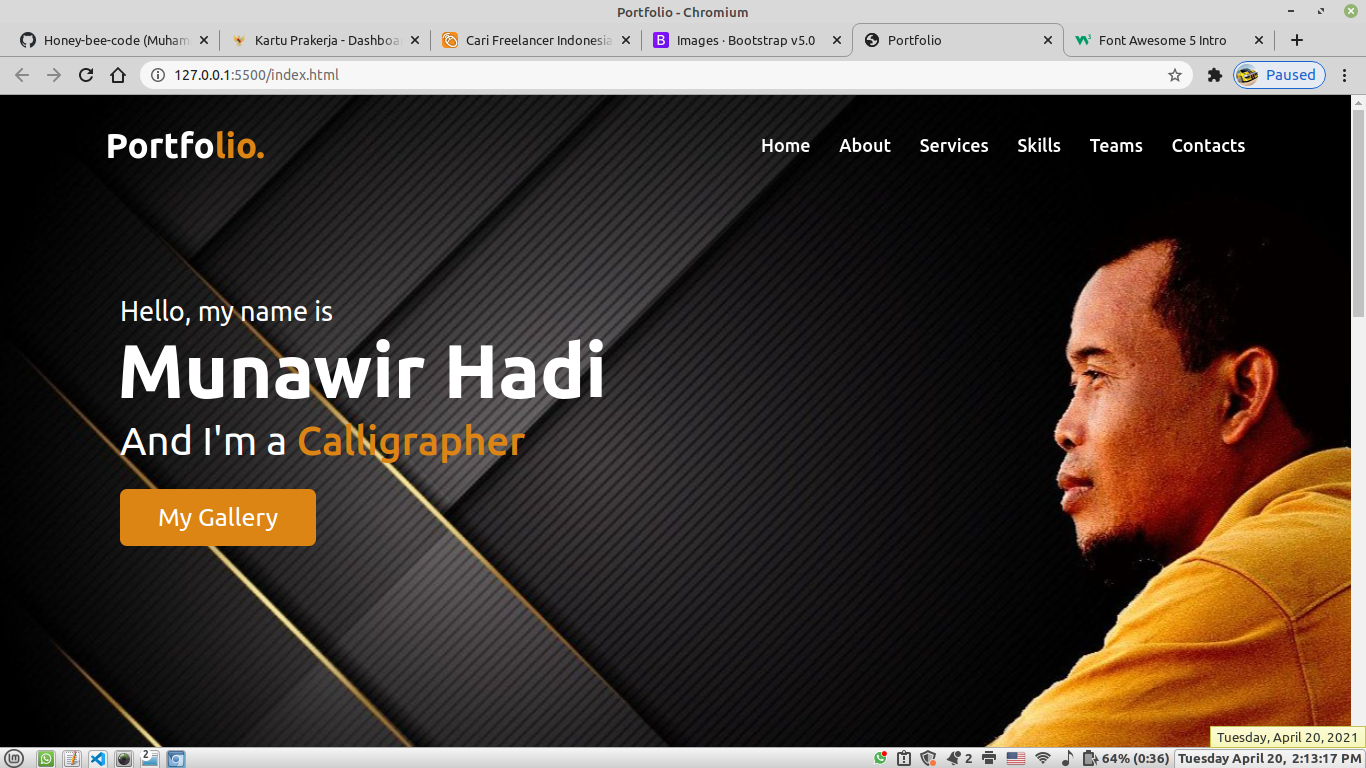 Portfolio - Chromium
Honey-bee-code (Muham
Kartu Prakerja - Dashboa
Cari Freelancer Indonesia
Images · Bootstrap v5.0
Portfolio
Font Awesome 5 Intro
127.0.0.1:5500/index.html
Paused
Portfolio.
Home About Services Skills Teams Contacts
Hello, my name is
Munawir Hadi
And I'm a Calligrapher
My Gallery
Tuesday, April 20, 2021
2
2
64% (0:36)
Tuesday April 20, 2:13:17 PM